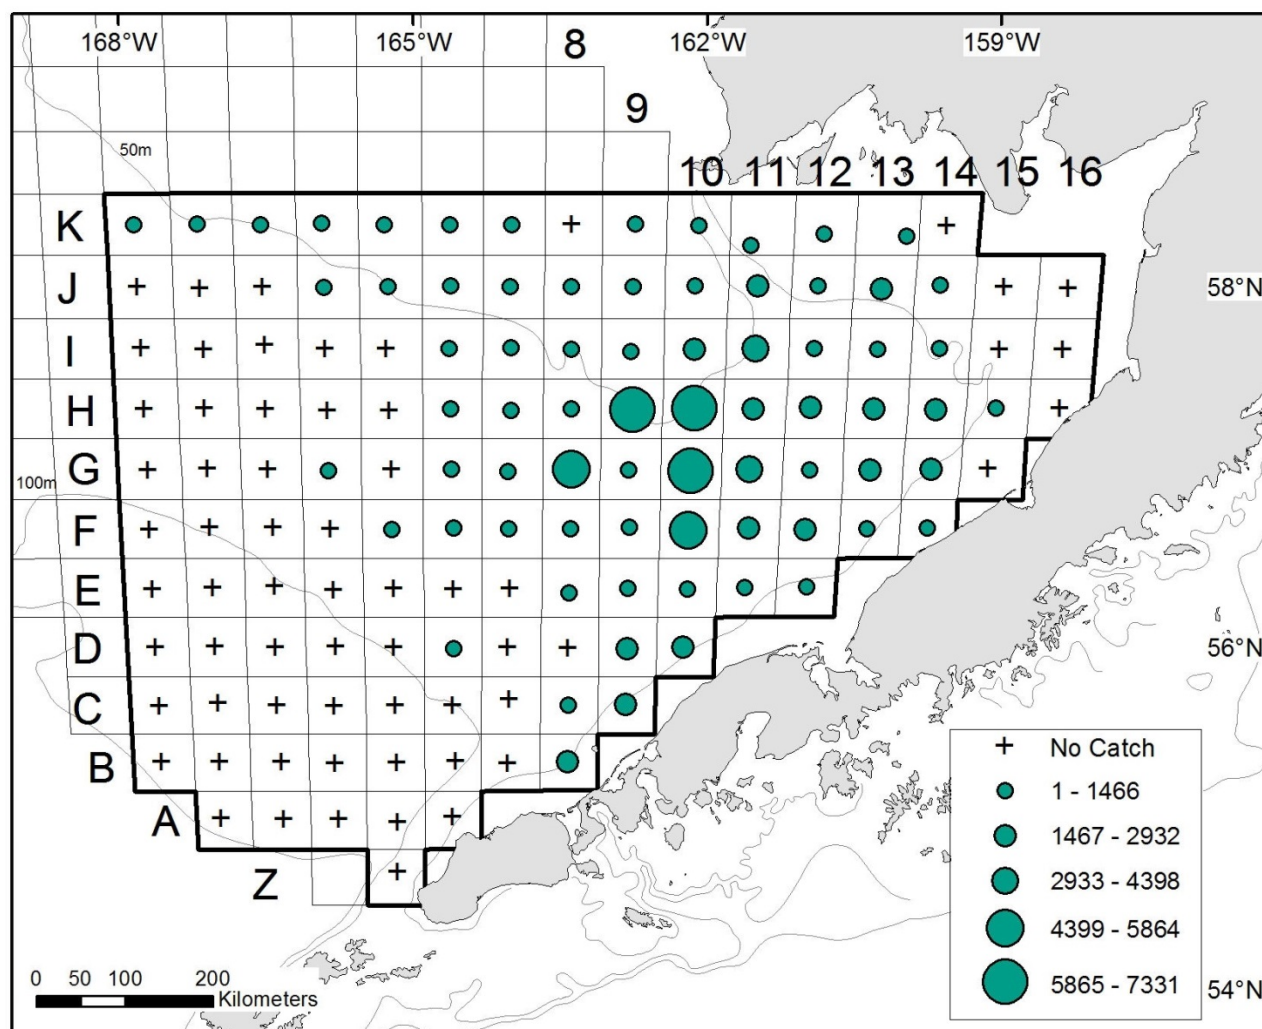 168°W 165°W 8 162°W 159°W
9
50m
10 11 12 13 14 15 16
K
J 58°N
I
H
G
100m
F
E
D 56°N
C
B
A
Z
No Catch
1 - 1466
1467 - 2932
2933 - 4398
4399 - 5864
5865 - 7331
0 50 100 200
Kilometers
54°N